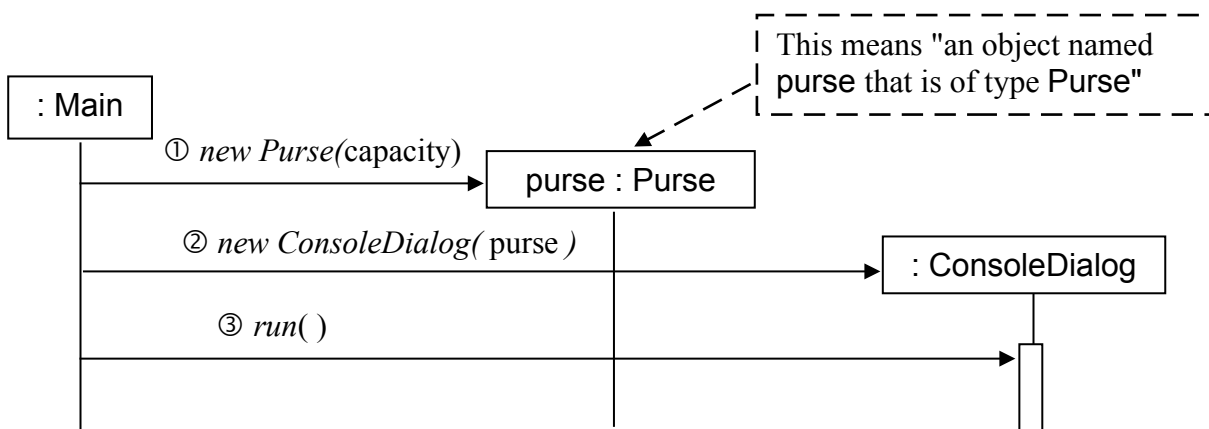 This means "an object named
purse that is of type Purse"
: Main
① new Purse(capacity)
purse : Purse
② new ConsoleDialog( purse )
: ConsoleDialog
③ run( )